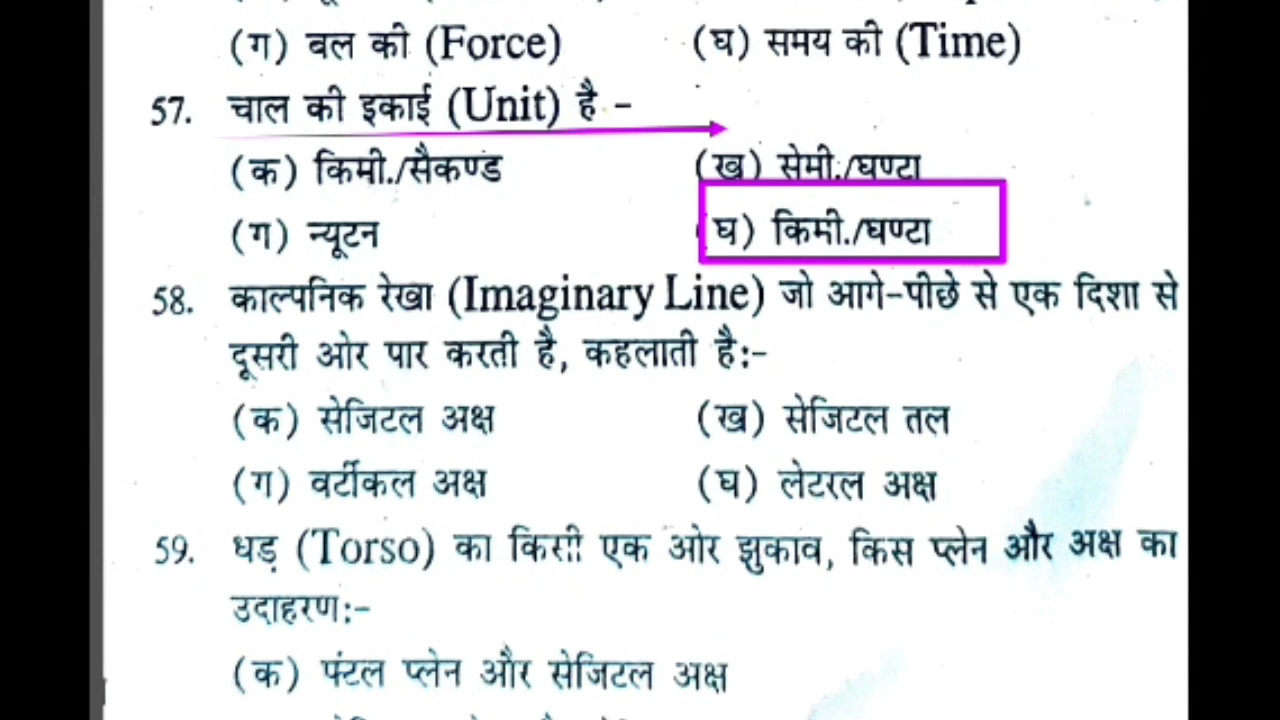 (ग) बल की (Force) (घ) समय की (Time)
57. चाल की इकाई (Unit) है -
(क) किमी./सैकण्ड (ख) सेमी./घण्टा
(ग) न्यूटन (घ) किमी./घण्टा
58. काल्पनिक रेखा (Imaginary Line) जो आगे-पीछे से एक दिशा से
दूसरी ओर पार करती है, कहलाती है:-
(क) सेजिटल अक्ष (ख) सेजिटल तल
(ग) वर्टीकल अक्ष (घ) लेटरल अक्ष
59. धड़ (Torso) का किसी एक ओर झुकाव, किस प्लेन और अक्ष का
उदाहरण:-
(क) फ्रंटल प्लेन और सेजिटल अक्ष